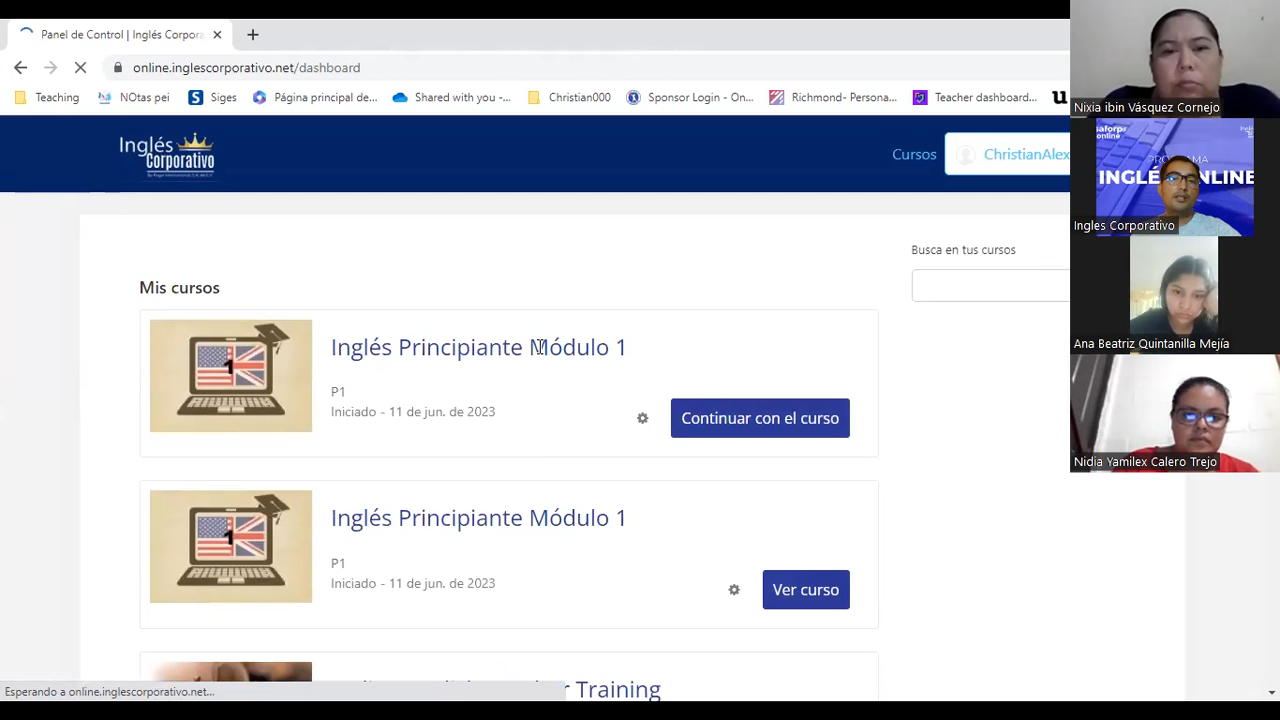 Panel de Control | Inglés Corpora
online.inglescorporativo.net/dashboard
Teaching
NOtas pei
Siges
Página principal de...
Shared with you -...
Christian000
Sponsor Login - On...
Richmond- Persona...
Teacher dashboard...
Inglés
Corporativo
Cursos
ChristianAlex
Mis cursos
Busca en tus cursos
1
Inglés Principiante Módulo 1
P1
Iniciado - 11 de jun. de 2023
Continuar con el curso
1
Inglés Principiante Módulo 1
P1
Iniciado - 11 de jun. de 2023
Ver curso
Training
Esperando a online.inglescorporativo.net...
Nixia ibin Vásquez Cornejo
online
INGLÉ NLINE
Ingles Corporativo
Ana Beatriz Quintanilla Mejía
Nidia Yamilex Calero Trejo